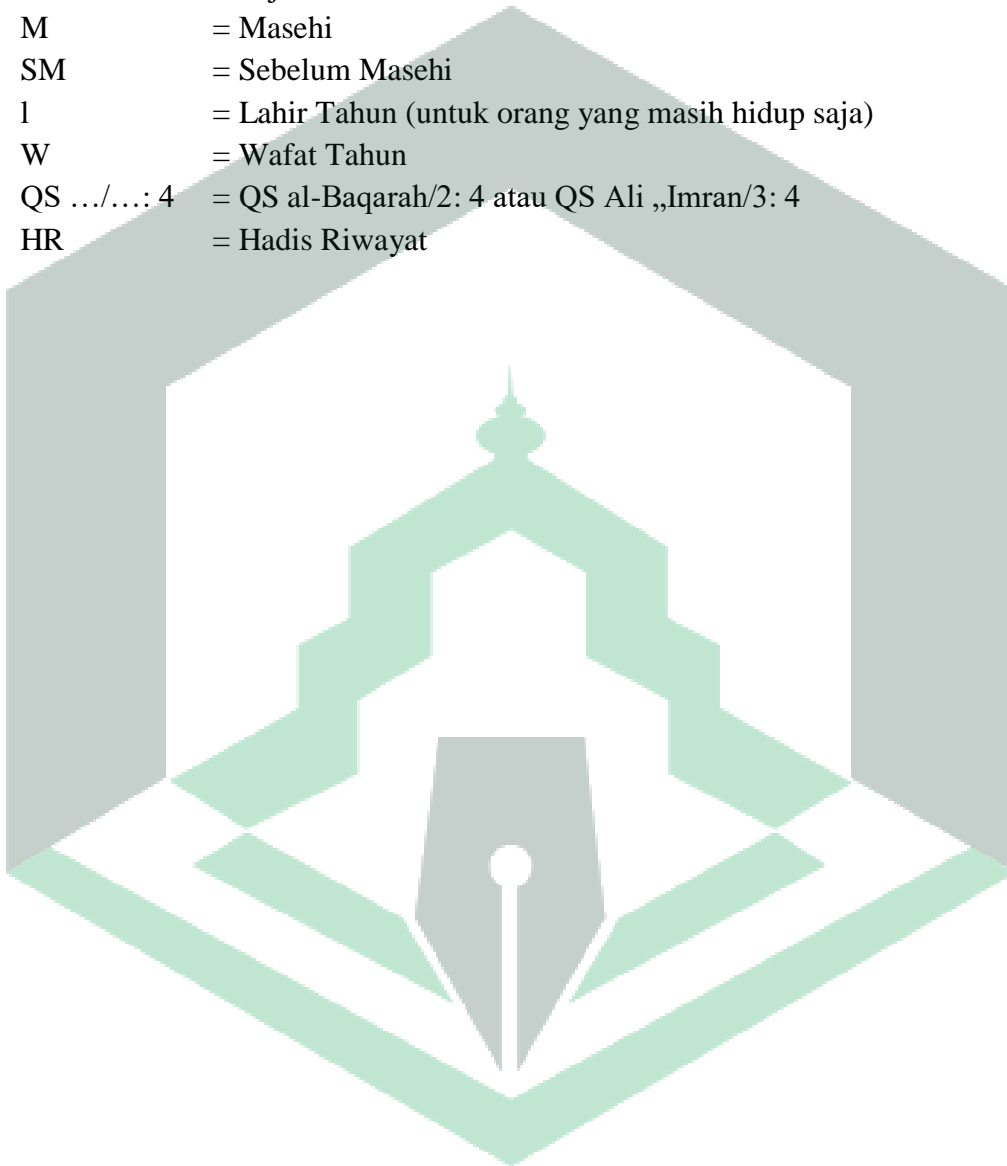 M = Masehi
SM = Sebelum Masehi
l = Lahir Tahun (untuk orang yang masih hidup saja)
W = Wafat Tahun
QS …/…: 4 = QS al-Baqarah/2: 4 atau QS Ali „Imran/3: 4
HR = Hadis Riwayat